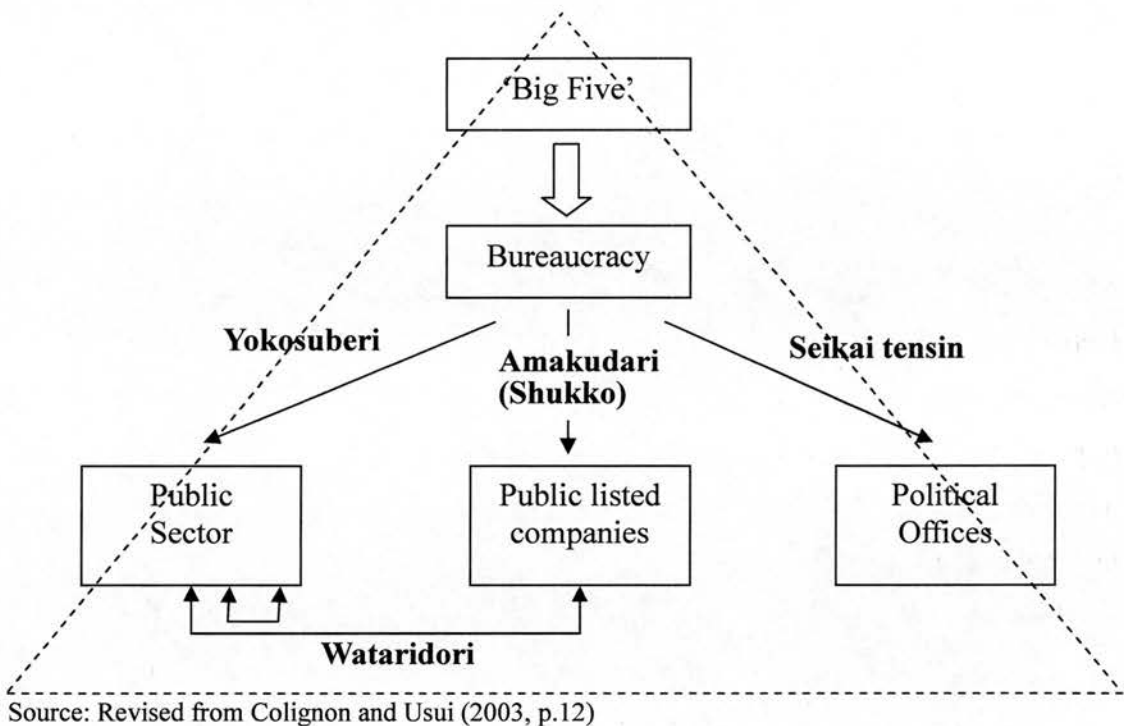 'Big Five'
Bureaucracy
Yokosuberi
Amakudari
(Shukko)
Seikai tensin
Public
Sector
Public listed
companies
Political
Offices
Wataridori
Source: Revised from Colignon and Usui (2003, p.12)